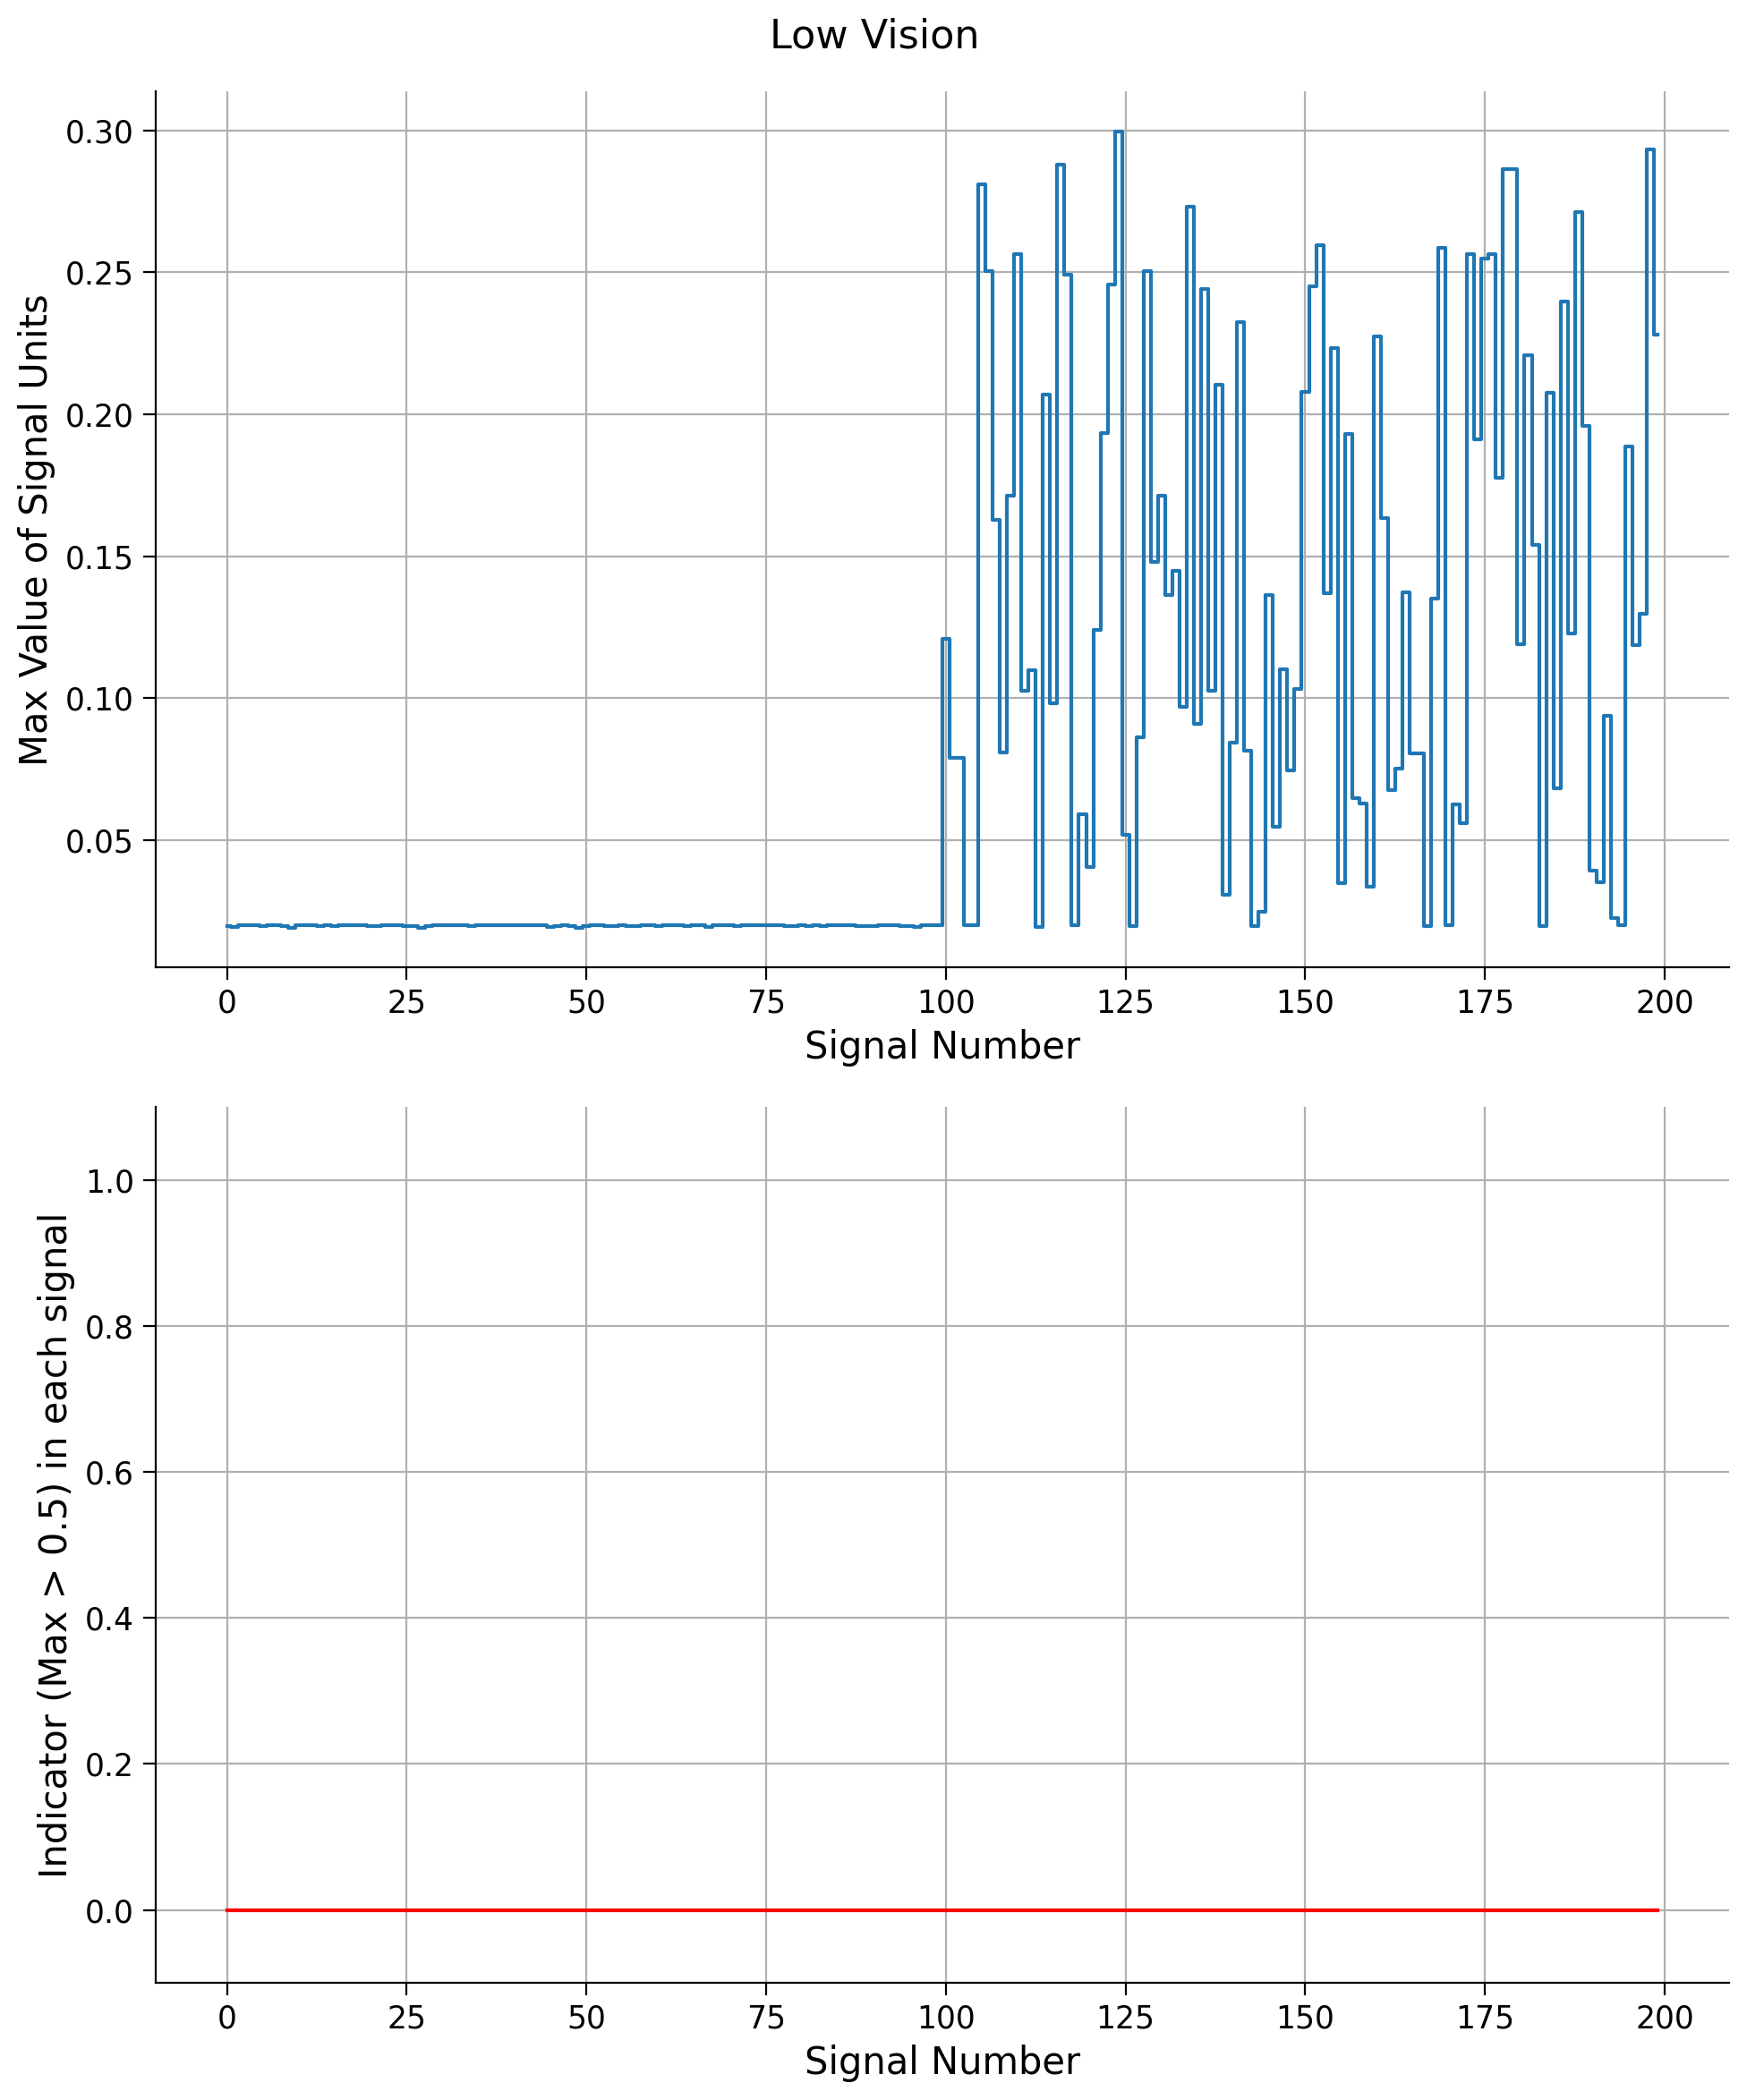 Low Vision
Max Value of Signal Units
0.30
0.25
0.20
0.15
0.10
0.05
0 25 50 75 100 125 150 175 200
Signal Number
Indicator (Max > 0.5) in each signal
1.0
0.8
0.6
0.4
0.2
0.0
0 25 50 75 100 125 150 175 200
Signal Number